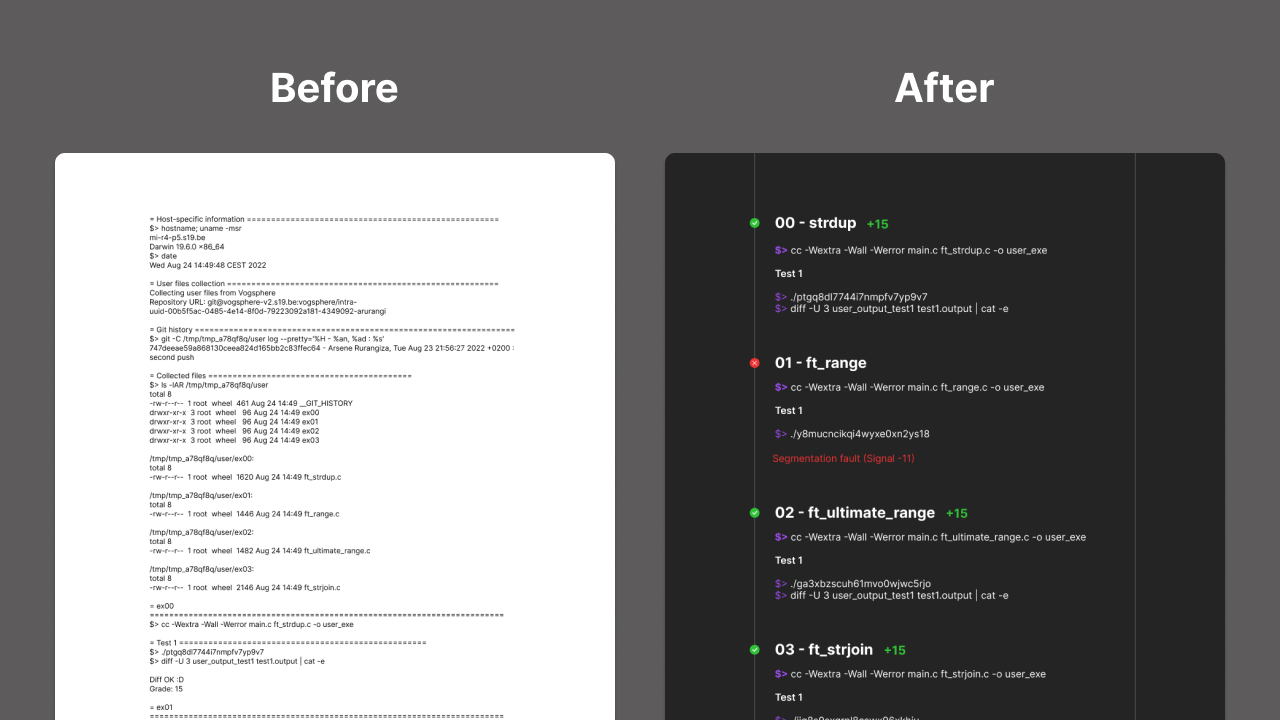 Before
= Host-specific information ====================================================
$> hostname; uname -msr
mi-r4-p5.s19.be
Darwin 19.6.0 x86_64
$> date
Wed Aug 24 14:49:48 CEST 2022
= User files collection ========================================================
Collecting user files from Vogsphere
Repository URL: git@vogsphere-v2.s19.be:vogsphere/intra-
uuid-00b5f5ac-0485-4e14-8f0d-79223092a181-4349092-arurangi
= Git history ==================================================================
$> git -C /tmp/tmp_a78qf8q/user log --pretty='%H - %an, %ad : %s'
747deeae59a868130ceea824d165bb2c83ffec64 - Arsene Rurangiza, Tue Aug 23 21:56:27 2022 +0200 :
second push
= Collected files ==========================================
$> ls -lAR /tmp/tmp_a78qf8q/user
total 8
-rw-r--r-- 1 root wheel 461 Aug 24 14:49 __GIT_HISTORY
drwxr-xr-x 3 root wheel 96 Aug 24 14:49 ex00
drwxr-xr-x 3 root wheel 96 Aug 24 14:49 ex01
drwxr-xr-x 3 root wheel 96 Aug 24 14:49 ex02
drwxr-xr-x 3 root wheel 96 Aug 24 14:49 ex03
/tmp/tmp_a78qf8q/user/ex00:
total 8
-rw-r--r-- 1 root wheel 1620 Aug 24 14:49 ft_strdup.c
/tmp/tmp_a78qf8q/user/ex01:
total 8
-rw-r--r-- 1 root wheel 1446 Aug 24 14:49 ft_range.c
/tmp/tmp_a78qf8q/user/ex02:
total 8
-rw-r--r-- 1 root wheel 1482 Aug 24 14:49 ft_ultimate_range.c
/tmp/tmp_a78qf8q/user/ex03:
total 8
-rw-r--r-- 1 root wheel 2146 Aug 24 14:49 ft_strjoin.c
= ex00
=========================================================================
$> cc -Wextra -Wall -Werror main.c ft_strdup.c -o user_exe
= Test 1 ===================================================
$> ./ptgq8dl7744i7nmpfv7yp9v7
$> diff -U 3 user_output_test1 test1.output | cat -e
Diff OK :D
Grade: 15
= ex01
=========================================================================
After
00 - strdup +15
$> cc -Wextra -Wall -Werror main.c ft_strdup.c -o user_exe
Test 1
$> ./ptgq8dl7744i7nmpfv7yp9v7
$> diff -U 3 user_output_test1 test1.output | cat -e
01 - ft_range
$> cc -Wextra -Wall -Werror main.c ft_range.c -o user_exe
Test 1
$> ./y8mucncikqi4wyxe0xn2ys18
Segmentation fault (Signal -11)
02 - ft_ultimate_range +15
$> cc -Wextra -Wall -Werror main.c ft_ultimate_range.c -o user_exe
Test 1
$> ./ga3xbzscuh61mvo0wjwc5rjo
$> diff -U 3 user_output_test1 test1.output | cat -e
03 - ft_strjoin +15
$> cc -Wextra -Wall -Werror main.c ft_strjoin.c -o user_exe
Test 1